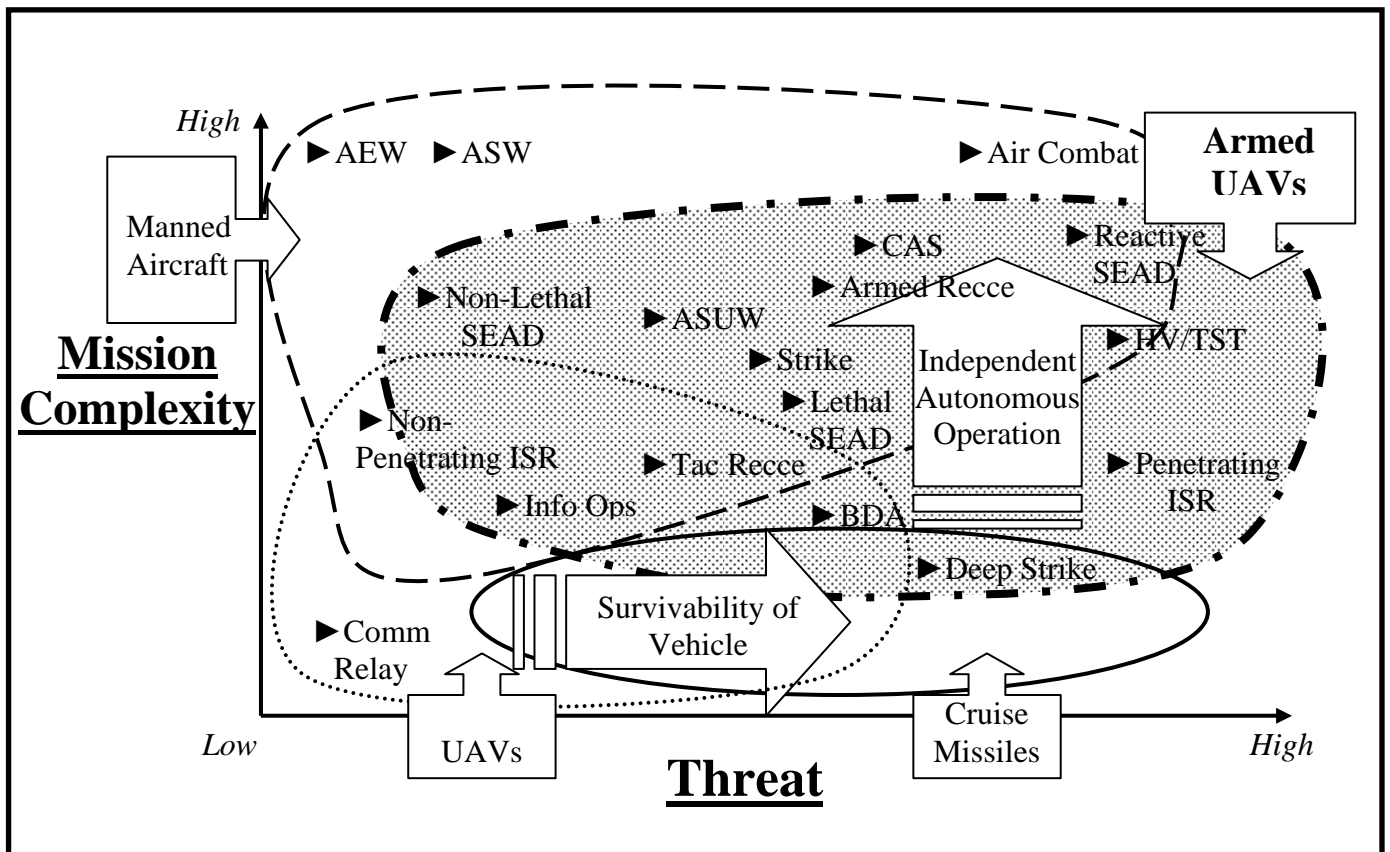 High
► AEW
► ASW
► Air Combat
Armed
UAVs
Manned
Aircraft
► CAS
► Reactive
SEAD
► Armed Recce
► Non-Lethal
SEAD
► ASUW
► HV/TST
Mission
Complexity
► Strike
Independent
Autonomous
Operation
► Lethal
SEAD
► Non-
Penetrating ISR
► Tac Recce
► Penetrating
ISR
► Info Ops
► BDA
► Deep Strike
Survivability of
Vehicle
► Comm
Relay
Low
UAVs
Cruise
Missiles
High
Threat